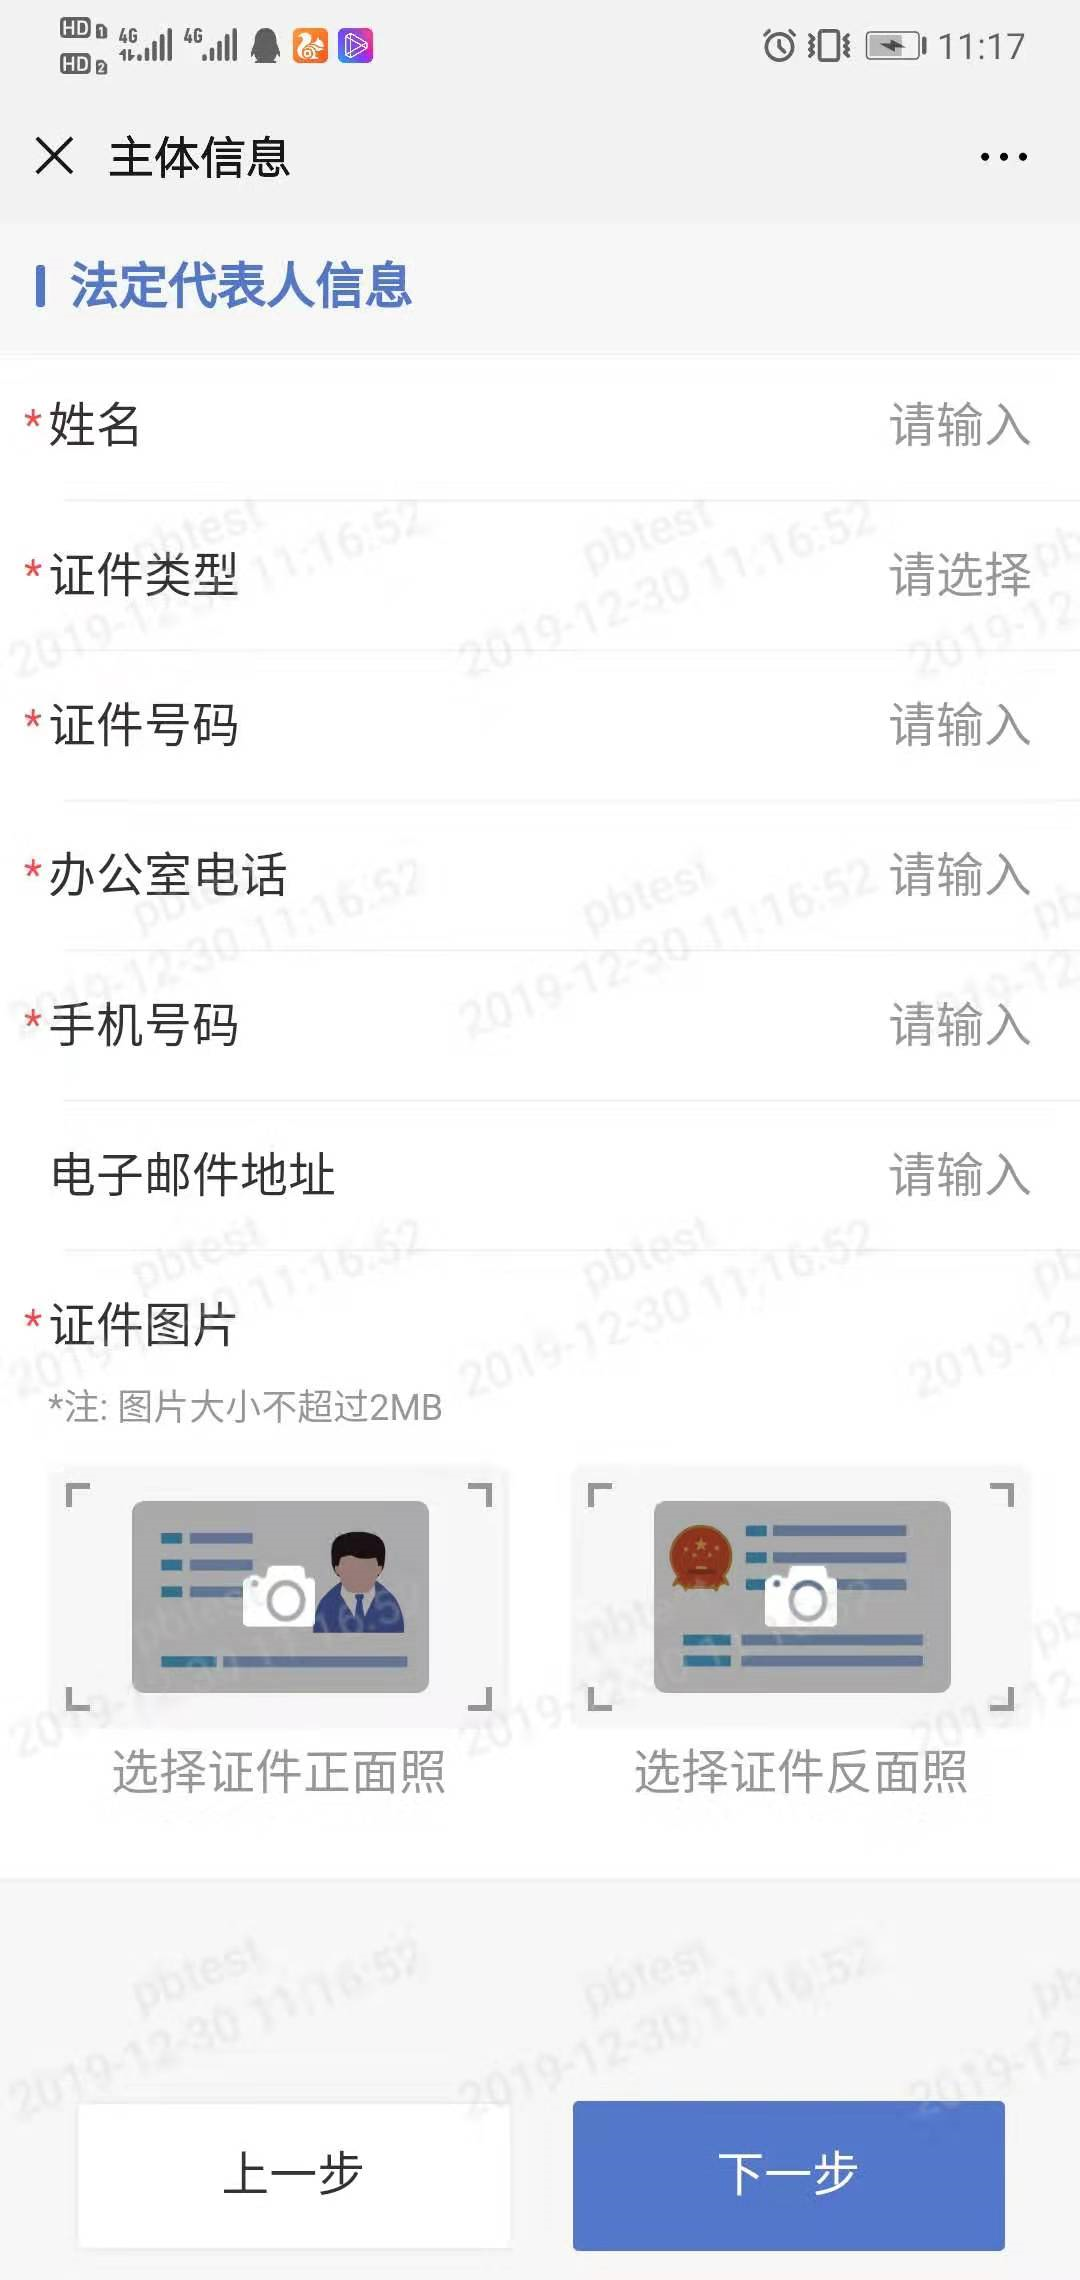 HD 1 4G 4G 11:17
HD 2
主体信息
法定代表人信息
*姓名 请输入
*证件类型 请选择
*证件号码 请输入
*办公室电话 请输入
*手机号码 请输入
电子邮件地址 请输入
*证件图片
*注: 图片大小不超过2MB
选择证件正面照 选择证件反面照
上一步 下一步
pbtest
2019-12-30 11:16:52